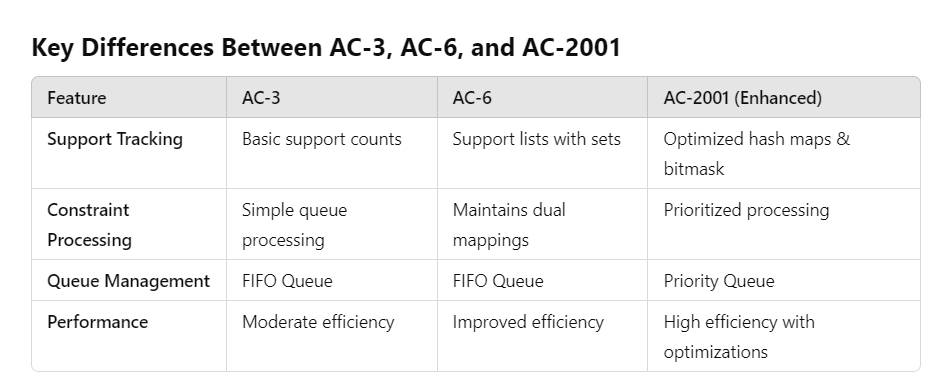 Key Differences Between AC-3, AC-6, and AC-2001
Feature AC-3 AC-6 AC-2001 (Enhanced)
Support Tracking Basic support counts Support lists with sets Optimized hash maps &
bitmask
Constraint Simple queue Maintains dual Prioritized processing
Processing processing mappings
Queue Management FIFO Queue FIFO Queue Priority Queue
Performance Moderate efficiency Improved efficiency High efficiency with
optimizations